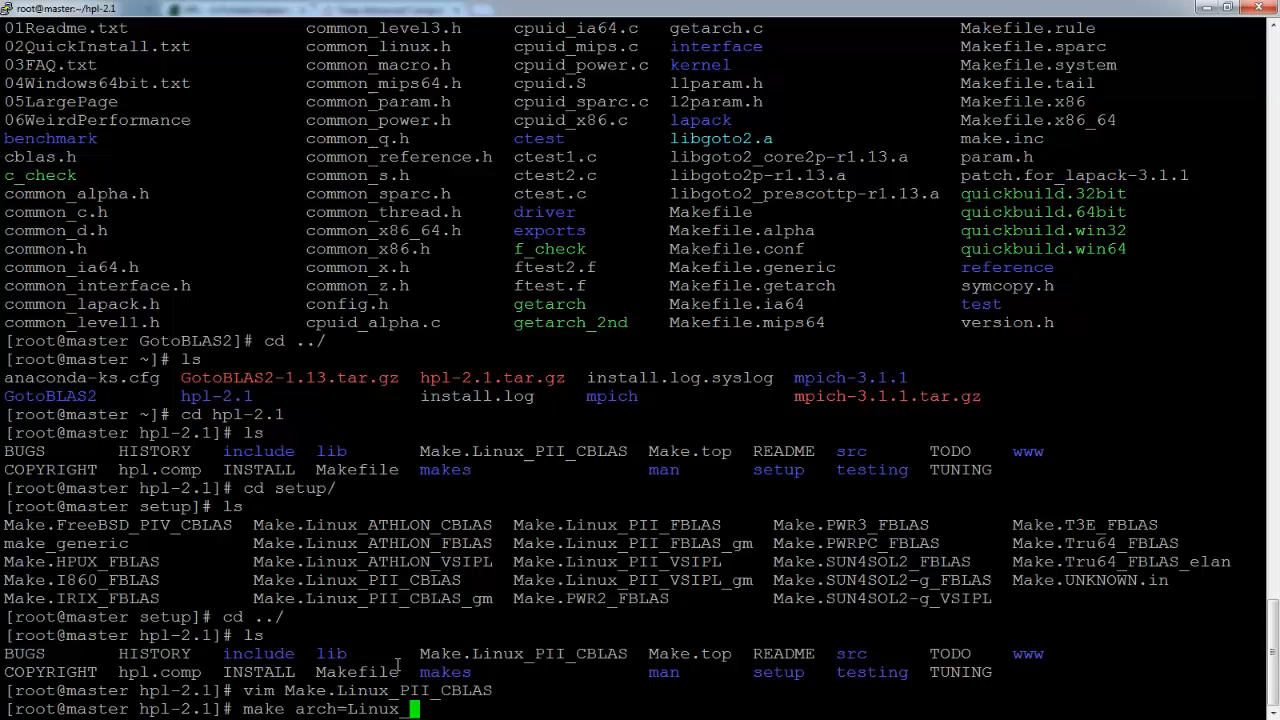 root@master:~/hpl-2.1
01Readme.txt common_level3.h cpuid_ia64.c getarch.c Makefile.rule
02QuickInstall.txt common_linux.h cpuid_mips.c interface Makefile.sparc
03FAQ.txt common_macro.h cpuid_power.c kernel Makefile.system
04Windows64bit.txt common_mips64.h cpuid.S l1param.h Makefile.tail
05LargePage common_param.h cpuid_sparc.c l2param.h Makefile.x86
06WeirdPerformance common_power.h cpuid_x86.c lapack Makefile.x86_64
benchmark common_q.h ctest libgoto2.a make.inc
cblas.h common_reference.h ctest1.c libgoto2_core2p-r1.13.a param.h
c_check common_s.h ctest2.c libgoto2p-r1.13.a patch.for_lapack-3.1.1
common_alpha.h common_sparc.h ctest.c libgoto2_prescottp-r1.13.a quickbuild.32bit
common_c.h common_thread.h driver Makefile quickbuild.64bit
common_d.h common_x86_64.h exports Makefile.alpha quickbuild.win32
common.h common_x86.h f_check Makefile.conf quickbuild.win64
common_ia64.h common_x.h ftest2.f Makefile.generic reference
common_interface.h common_z.h ftest.f Makefile.getarch symcopy.h
common_lapack.h config.h getarch Makefile.ia64 test
common_level1.h cpuid_alpha.c getarch_2nd Makefile.mips64 version.h
[root@master GotoBLAS2]# cd ../
[root@master ~]# ls
anaconda-ks.cfg GotoBLAS2-1.13.tar.gz hpl-2.1.tar.gz install.log.syslog mpich-3.1.1
GotoBLAS2 hpl-2.1 install.log mpich mpich-3.1.1.tar.gz
[root@master ~]# cd hpl-2.1
[root@master hpl-2.1]# ls
BUGS HISTORY include lib Make.Linux_PII_CBLAS Make.top README src TODO www
COPYRIGHT hpl.comp INSTALL Makefile makes man setup testing TUNING
[root@master hpl-2.1]# cd setup/
[root@master setup]# ls
Make.FreeBSD_PIV_CBLAS Make.Linux_ATHLON_CBLAS Make.Linux_PII_FBLAS Make.PWR3_FBLAS Make.T3E_FBLAS
make_generic Make.Linux_ATHLON_FBLAS Make.Linux_PII_FBLAS_gm Make.PWRPC_FBLAS Make.Tru64_FBLAS
Make.HPUX_FBLAS Make.Linux_ATHLON_VSIPL Make.Linux_PII_VSIPL Make.SUN4SOL2_FBLAS Make.Tru64_FBLAS_elan
Make.I860_FBLAS Make.Linux_PII_CBLAS Make.Linux_PII_VSIPL_gm Make.SUN4SOL2-g_FBLAS Make.UNKNOWN.in
Make.IRIX_FBLAS Make.Linux_PII_CBLAS_gm Make.PWR2_FBLAS Make.SUN4SOL2-g_VSIPL
[root@master setup]# cd ../
[root@master hpl-2.1]# ls
BUGS HISTORY include lib Make.Linux_PII_CBLAS Make.top README src TODO www
COPYRIGHT hpl.comp INSTALL Makefile makes man setup testing TUNING
[root@master hpl-2.1]# vim Make.Linux_PII_CBLAS
[root@master hpl-2.1]# make arch=Linux_